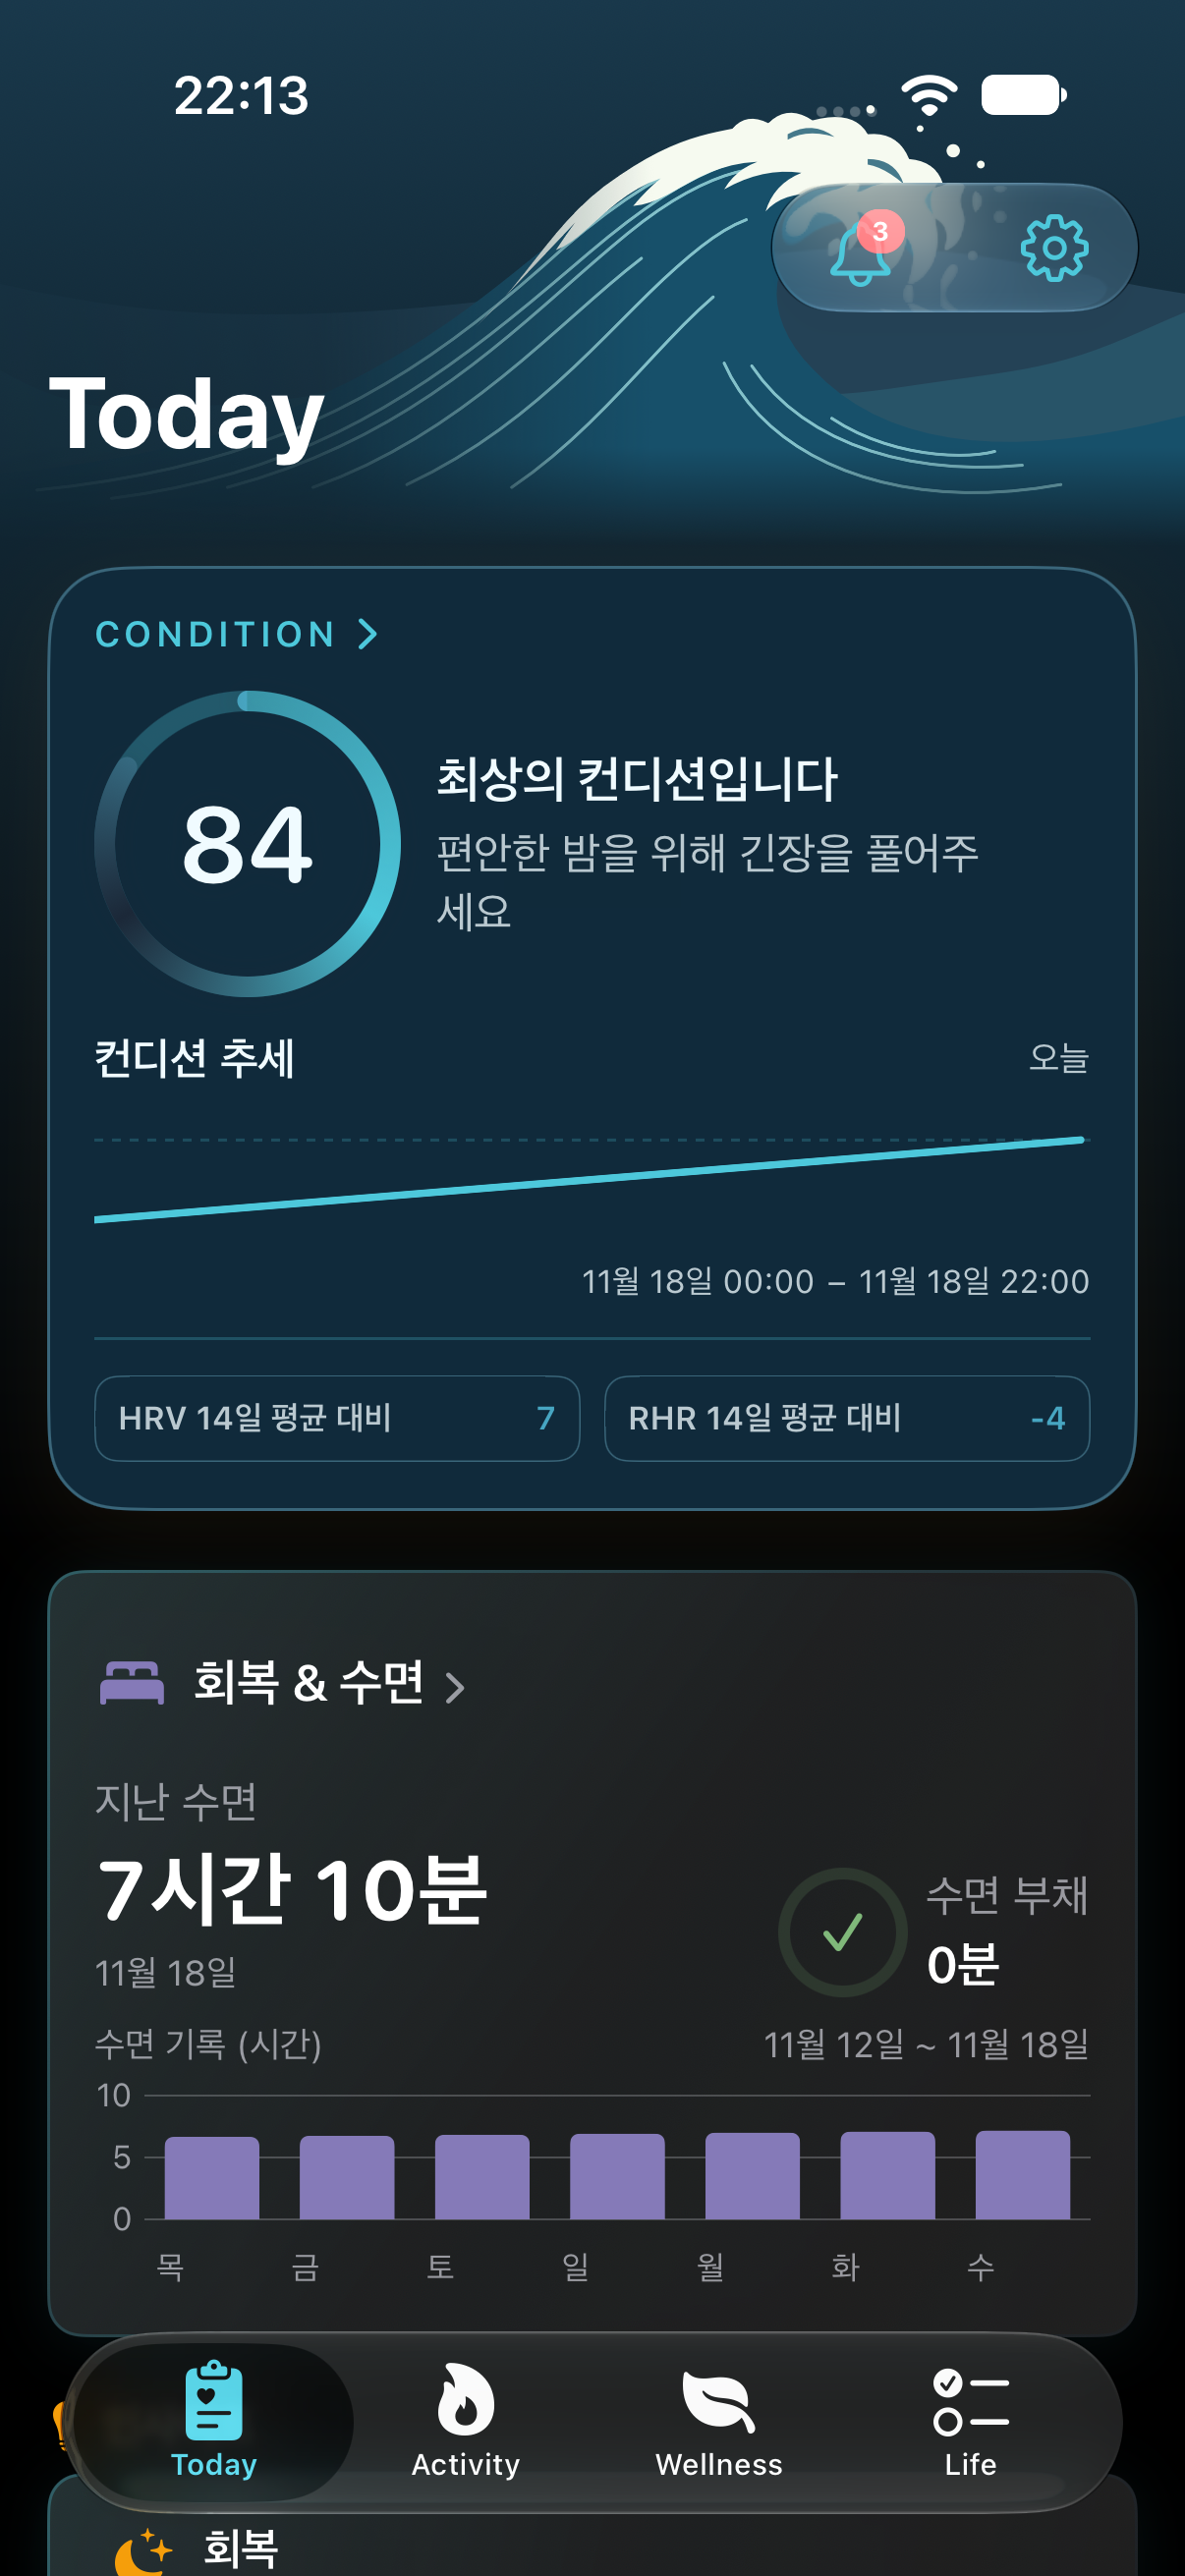 22:13
3
Today
CONDITION
84
최상의 컨디션입니다
편안한 밤을 위해 긴장을 풀어주
세요
컨디션 추세
오늘
11월 18일 00:00 – 11월 18일 22:00
HRV 14일 평균 대비 7
RHR 14일 평균 대비 -4
회복 & 수면
지난 수면
7시간 10분
11월 18일
수면 부채
0분
수면 기록 (시간)
11월 12일 ~ 11월 18일
10
5
0
목 금 토 일 월 화 수
Today Activity Wellness Life
회복